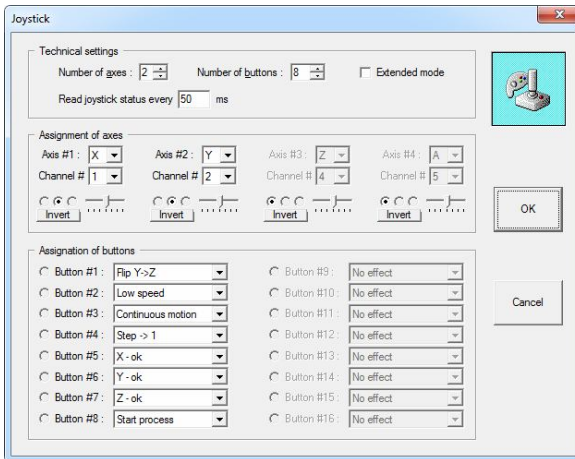 Joystick
Technical settings
Number of axes : 2 Number of buttons : 8 Extended mode
Read joystick status every 50 ms
Assignment of axes
Axis #1 : X Axis #2 : Y Axis #3 : Z Axis #4 : A
Channel # 1 Channel # 2 Channel # 4 Channel # 5
Invert Invert Invert Invert
OK
Assignation of buttons
Button #1 : Flip Y->Z Button #9 : No effect
Button #2 : Low speed Button #10 : No effect
Button #3 : Continuous motion Button #11 : No effect
Button #4 : Step -> 1 Button #12 : No effect
Button #5 : X - ok Button #13 : No effect
Button #6 : Y - ok Button #14 : No effect
Button #7 : Z - ok Button #15 : No effect
Button #8 : Start process Button #16 : No effect
Cancel